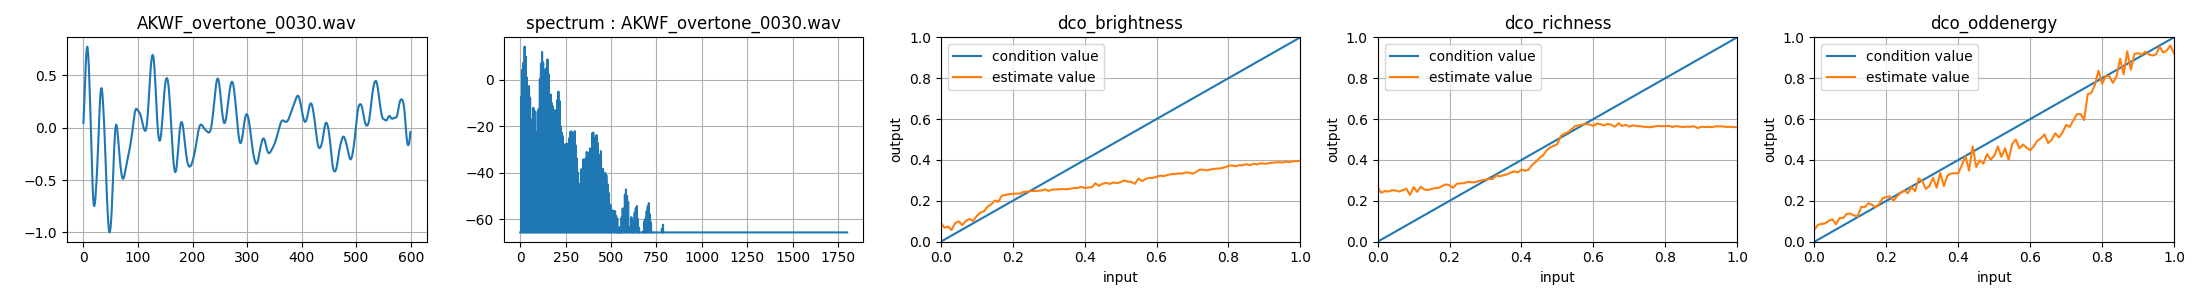 AKWF_overtone_0030.wav
0.5
0.0
−0.5
−1.0
0 100 200 300 400 500 600
spectrum : AKWF_overtone_0030.wav
0
−20
−40
−60
0 250 500 750 1000 1250 1500 1750
dco_brightness
condition value
estimate value
output
1.0
0.8
0.6
0.4
0.2
0.0
0.0 0.2 0.4 0.6 0.8 1.0
input
dco_richness
condition value
estimate value
output
1.0
0.8
0.6
0.4
0.2
0.0
0.0 0.2 0.4 0.6 0.8 1.0
input
dco_oddenergy
condition value
estimate value
output
1.0
0.8
0.6
0.4
0.2
0.0
0.0 0.2 0.4 0.6 0.8 1.0
input